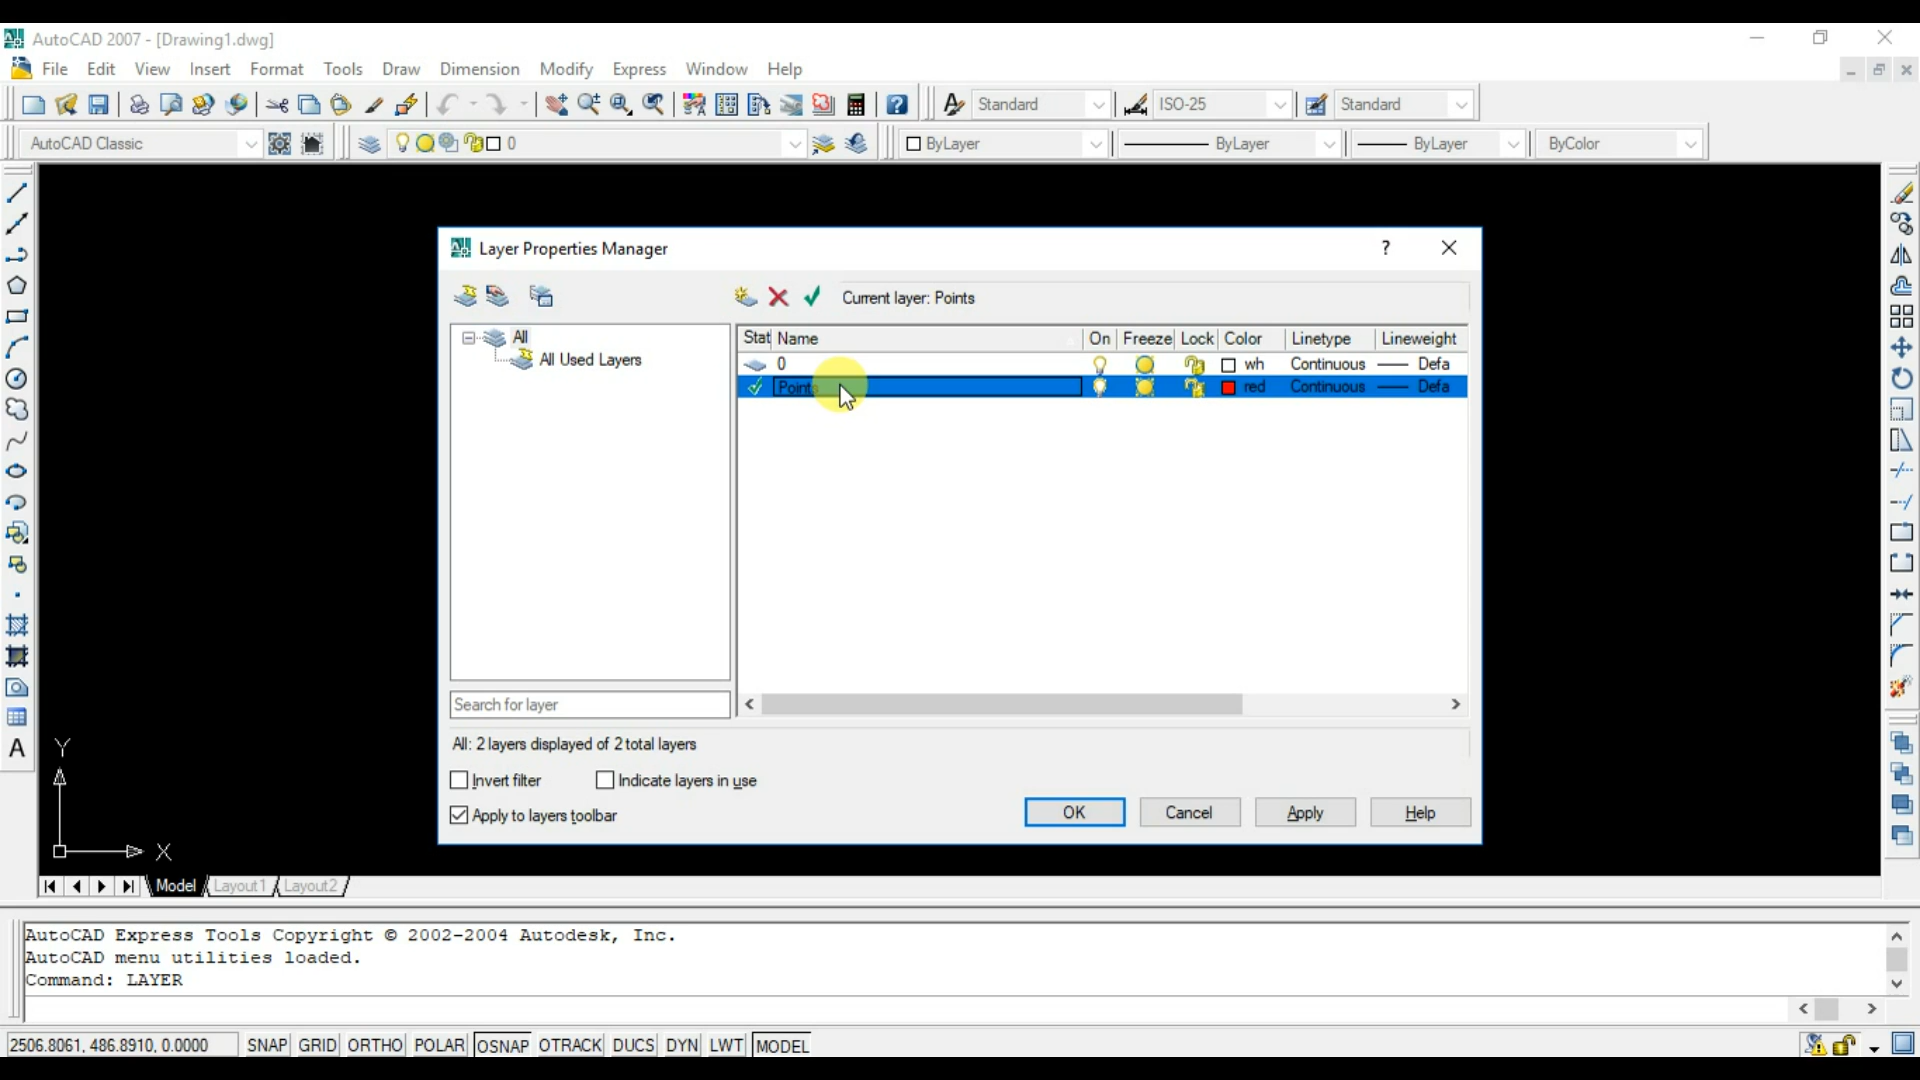 AutoCAD 2007 - [Drawing1.dwg]
File Edit View Insert Format Tools Draw Dimension Modify Express Window Help
Standard ISO-25 Standard
AutoCAD Classic 0 ByLayer ByLayer ByLayer ByColor
Layer Properties Manager ?
Current layer: Points
All
All Used Layers
Stat Name On Freeze Lock Color Linetype Lineweight
0 wh Continuous Defa
Points red Continuous Defa
Search for layer
All: 2 layers displayed of 2 total layers
Invert filter Indicate layers in use
Apply to layers toolbar
OK Cancel Apply Help
A
Y
X
Model Layout1 Layout2
AutoCAD Express Tools Copyright © 2002-2004 Autodesk, Inc.
AutoCAD menu utilities loaded.
Command: LAYER
2506.8061, 486.8910, 0.0000 SNAP GRID ORTHO POLAR OSNAP OTRACK DUCS DYN LWT MODEL